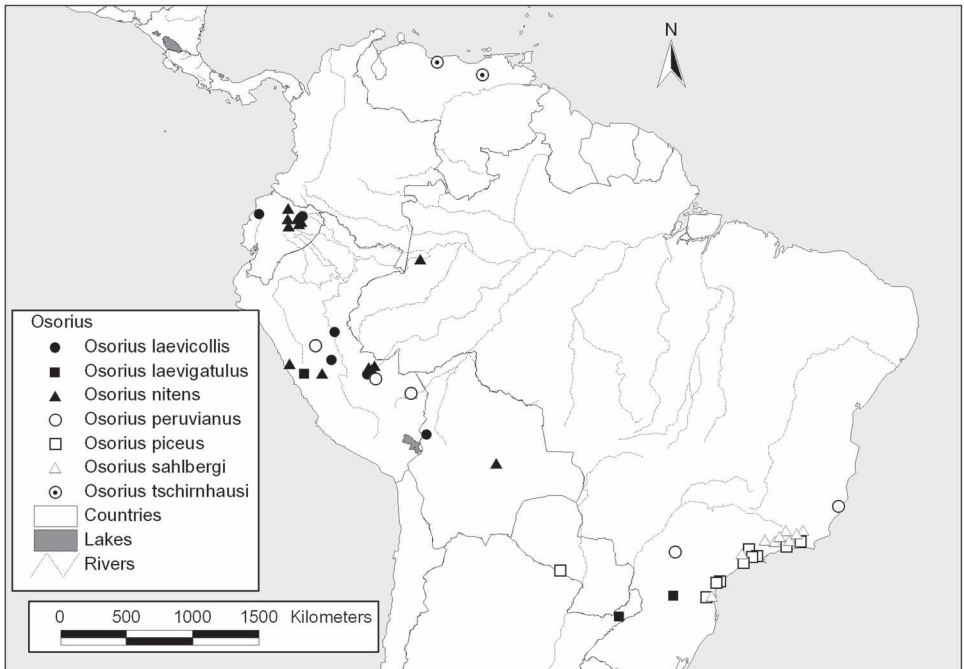 N
Osorius
Osorius laevicollis
Osorius laevigatulus
Osorius nitens
Osorius peruvianus
Osorius piceus
Osorius sahlbergi
Osorius tschirnhausi
Countries
Lakes
Rivers
0 500 1000 1500 Kilometers